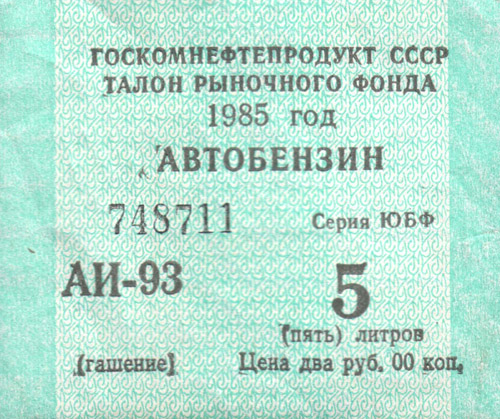 ГОСКОМНЕФТЕПРОДУКТ СССР
ТАЛОН РЫНОЧНОГО ФОНДА
1985 год
АВТОБЕНЗИН
748711 Серия ЮБФ
АИ-93 5
(пять) литров
(гашение) Цена два руб. 00 коп.